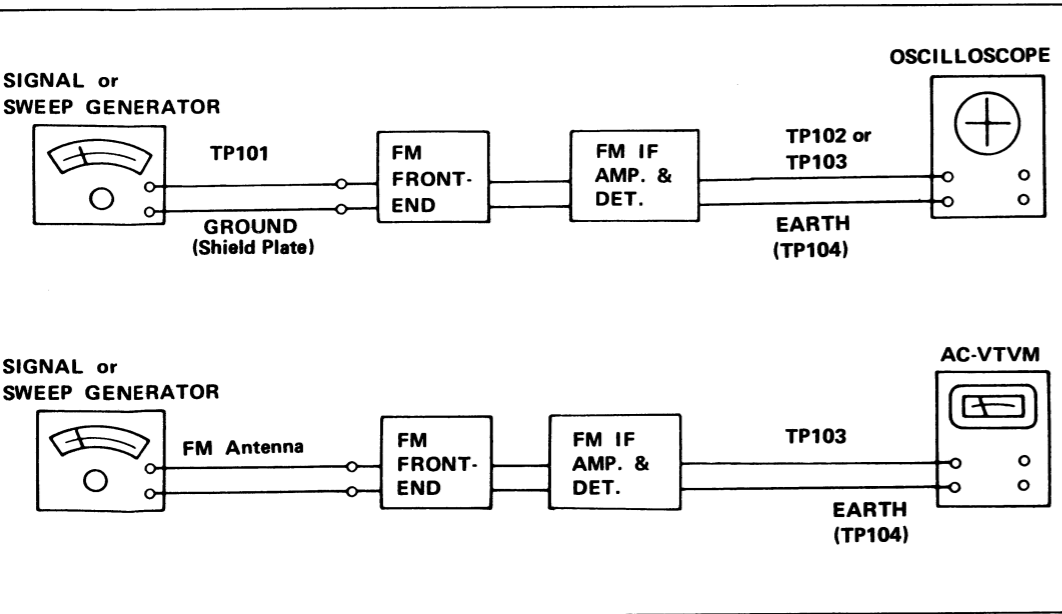 OSCILLOSCOPE
SIGNAL or
SWEEP GENERATOR
TP101
GROUND
(Shield Plate)
FM
FRONT-
END
FM IF
AMP. &
DET.
TP102 or
TP103
EARTH
(TP104)
AC-VTVM
SIGNAL or
SWEEP GENERATOR
FM Antenna
FM
FRONT-
END
FM IF
AMP. &
DET.
TP103
EARTH
(TP104)